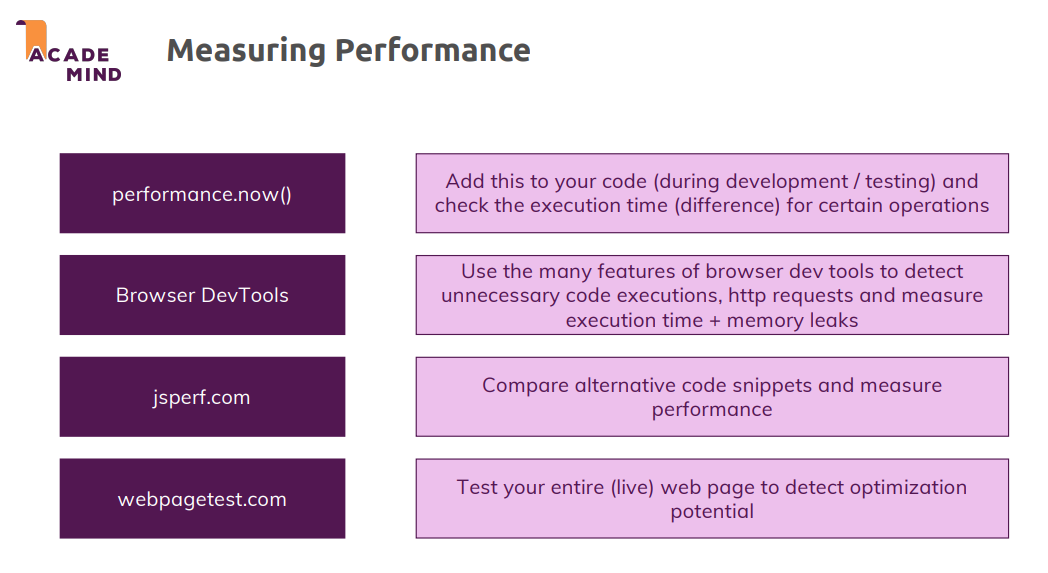 ACADE
MIND
Measuring Performance
performance.now()
Add this to your code (during development / testing) and
check the execution time (difference) for certain operations
Browser DevTools
Use the many features of browser dev tools to detect
unnecessary code executions, http requests and measure
execution time + memory leaks
jsperf.com
Compare alternative code snippets and measure
performance
webpagetest.com
Test your entire (live) web page to detect optimization
potential